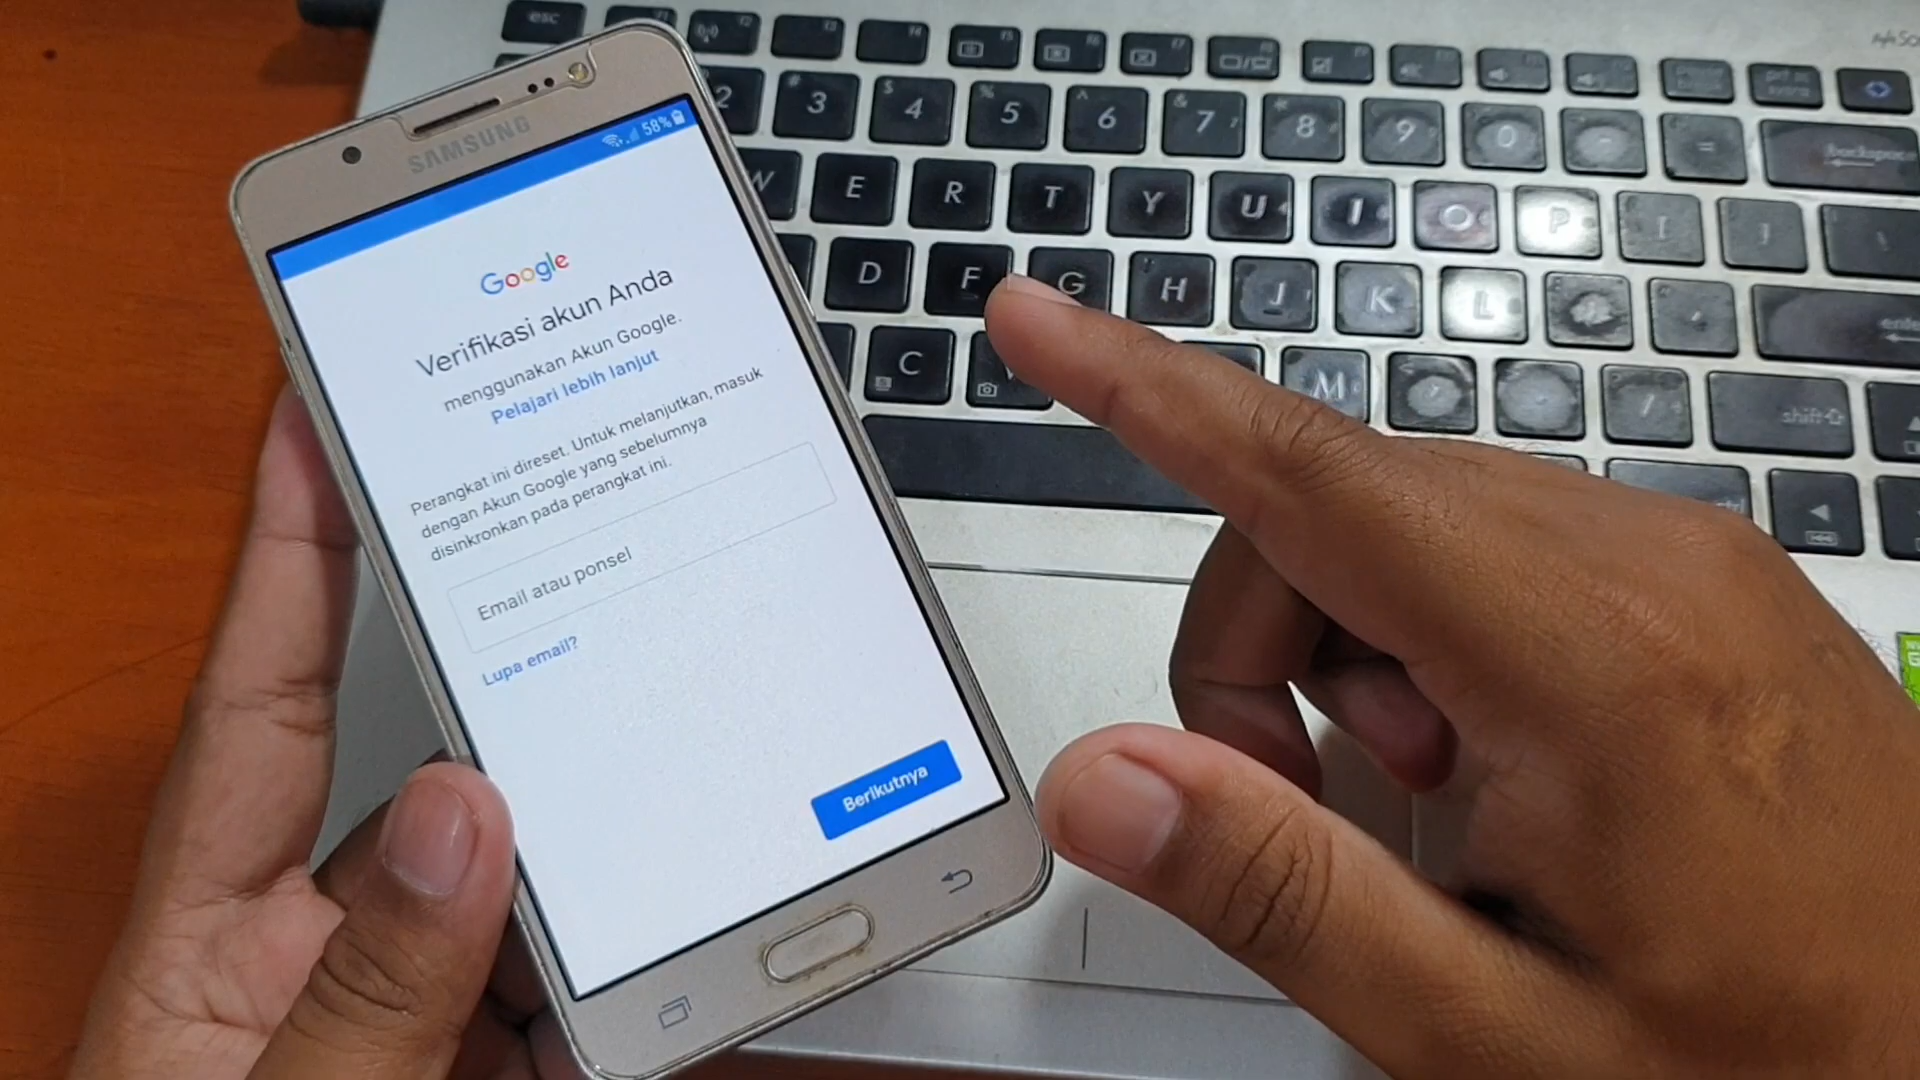 SAMSUNG
58%
Google
Verifikasi akun Anda
menggunakan Akun Google.
Pelajari lebih lanjut
Perangkat ini direset. Untuk melanjutkan, masuk
dengan Akun Google yang sebelumnya
disinkronkan pada perangkat ini.
Email atau ponsel
Lupa email?
Berikutnya
esc
2 # 3 $ 4 % 5 ^ 6 & 7 * 8 9 0 - =
backspace
W E R T Y U I O P
D F G H J K L
enter
C M
shift